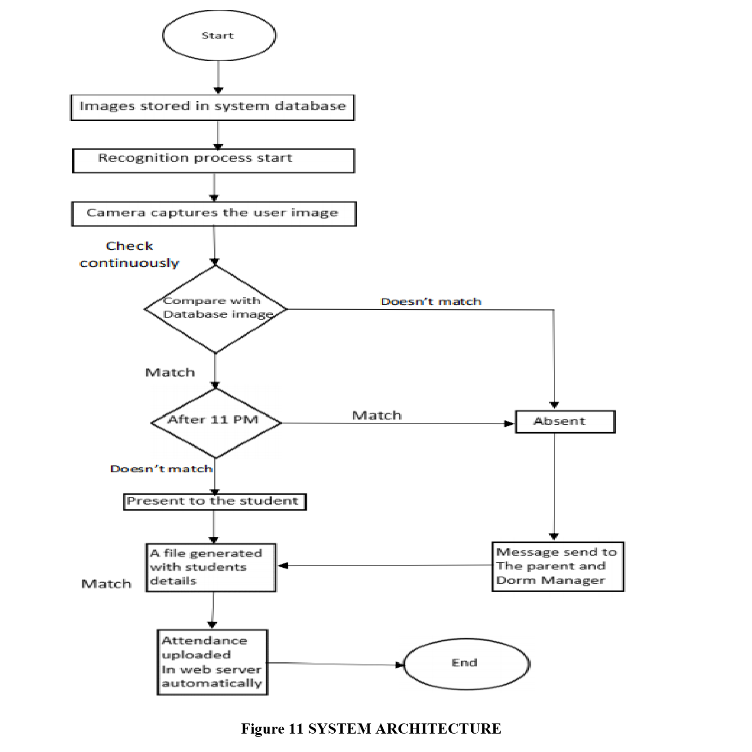 Start
Images stored in system database
Recognition process start
Camera captures the user image
Check
continuously
Compare with
Database image
Doesn't match
Match
After 11 PM
Match
Absent
Doesn't match
Present to the student
A file generated
with students
details
Message send to
The parent and
Dorm Manager
Match
Attendance
uploaded
In web server
automatically
End
Figure 11 SYSTEM ARCHITECTURE